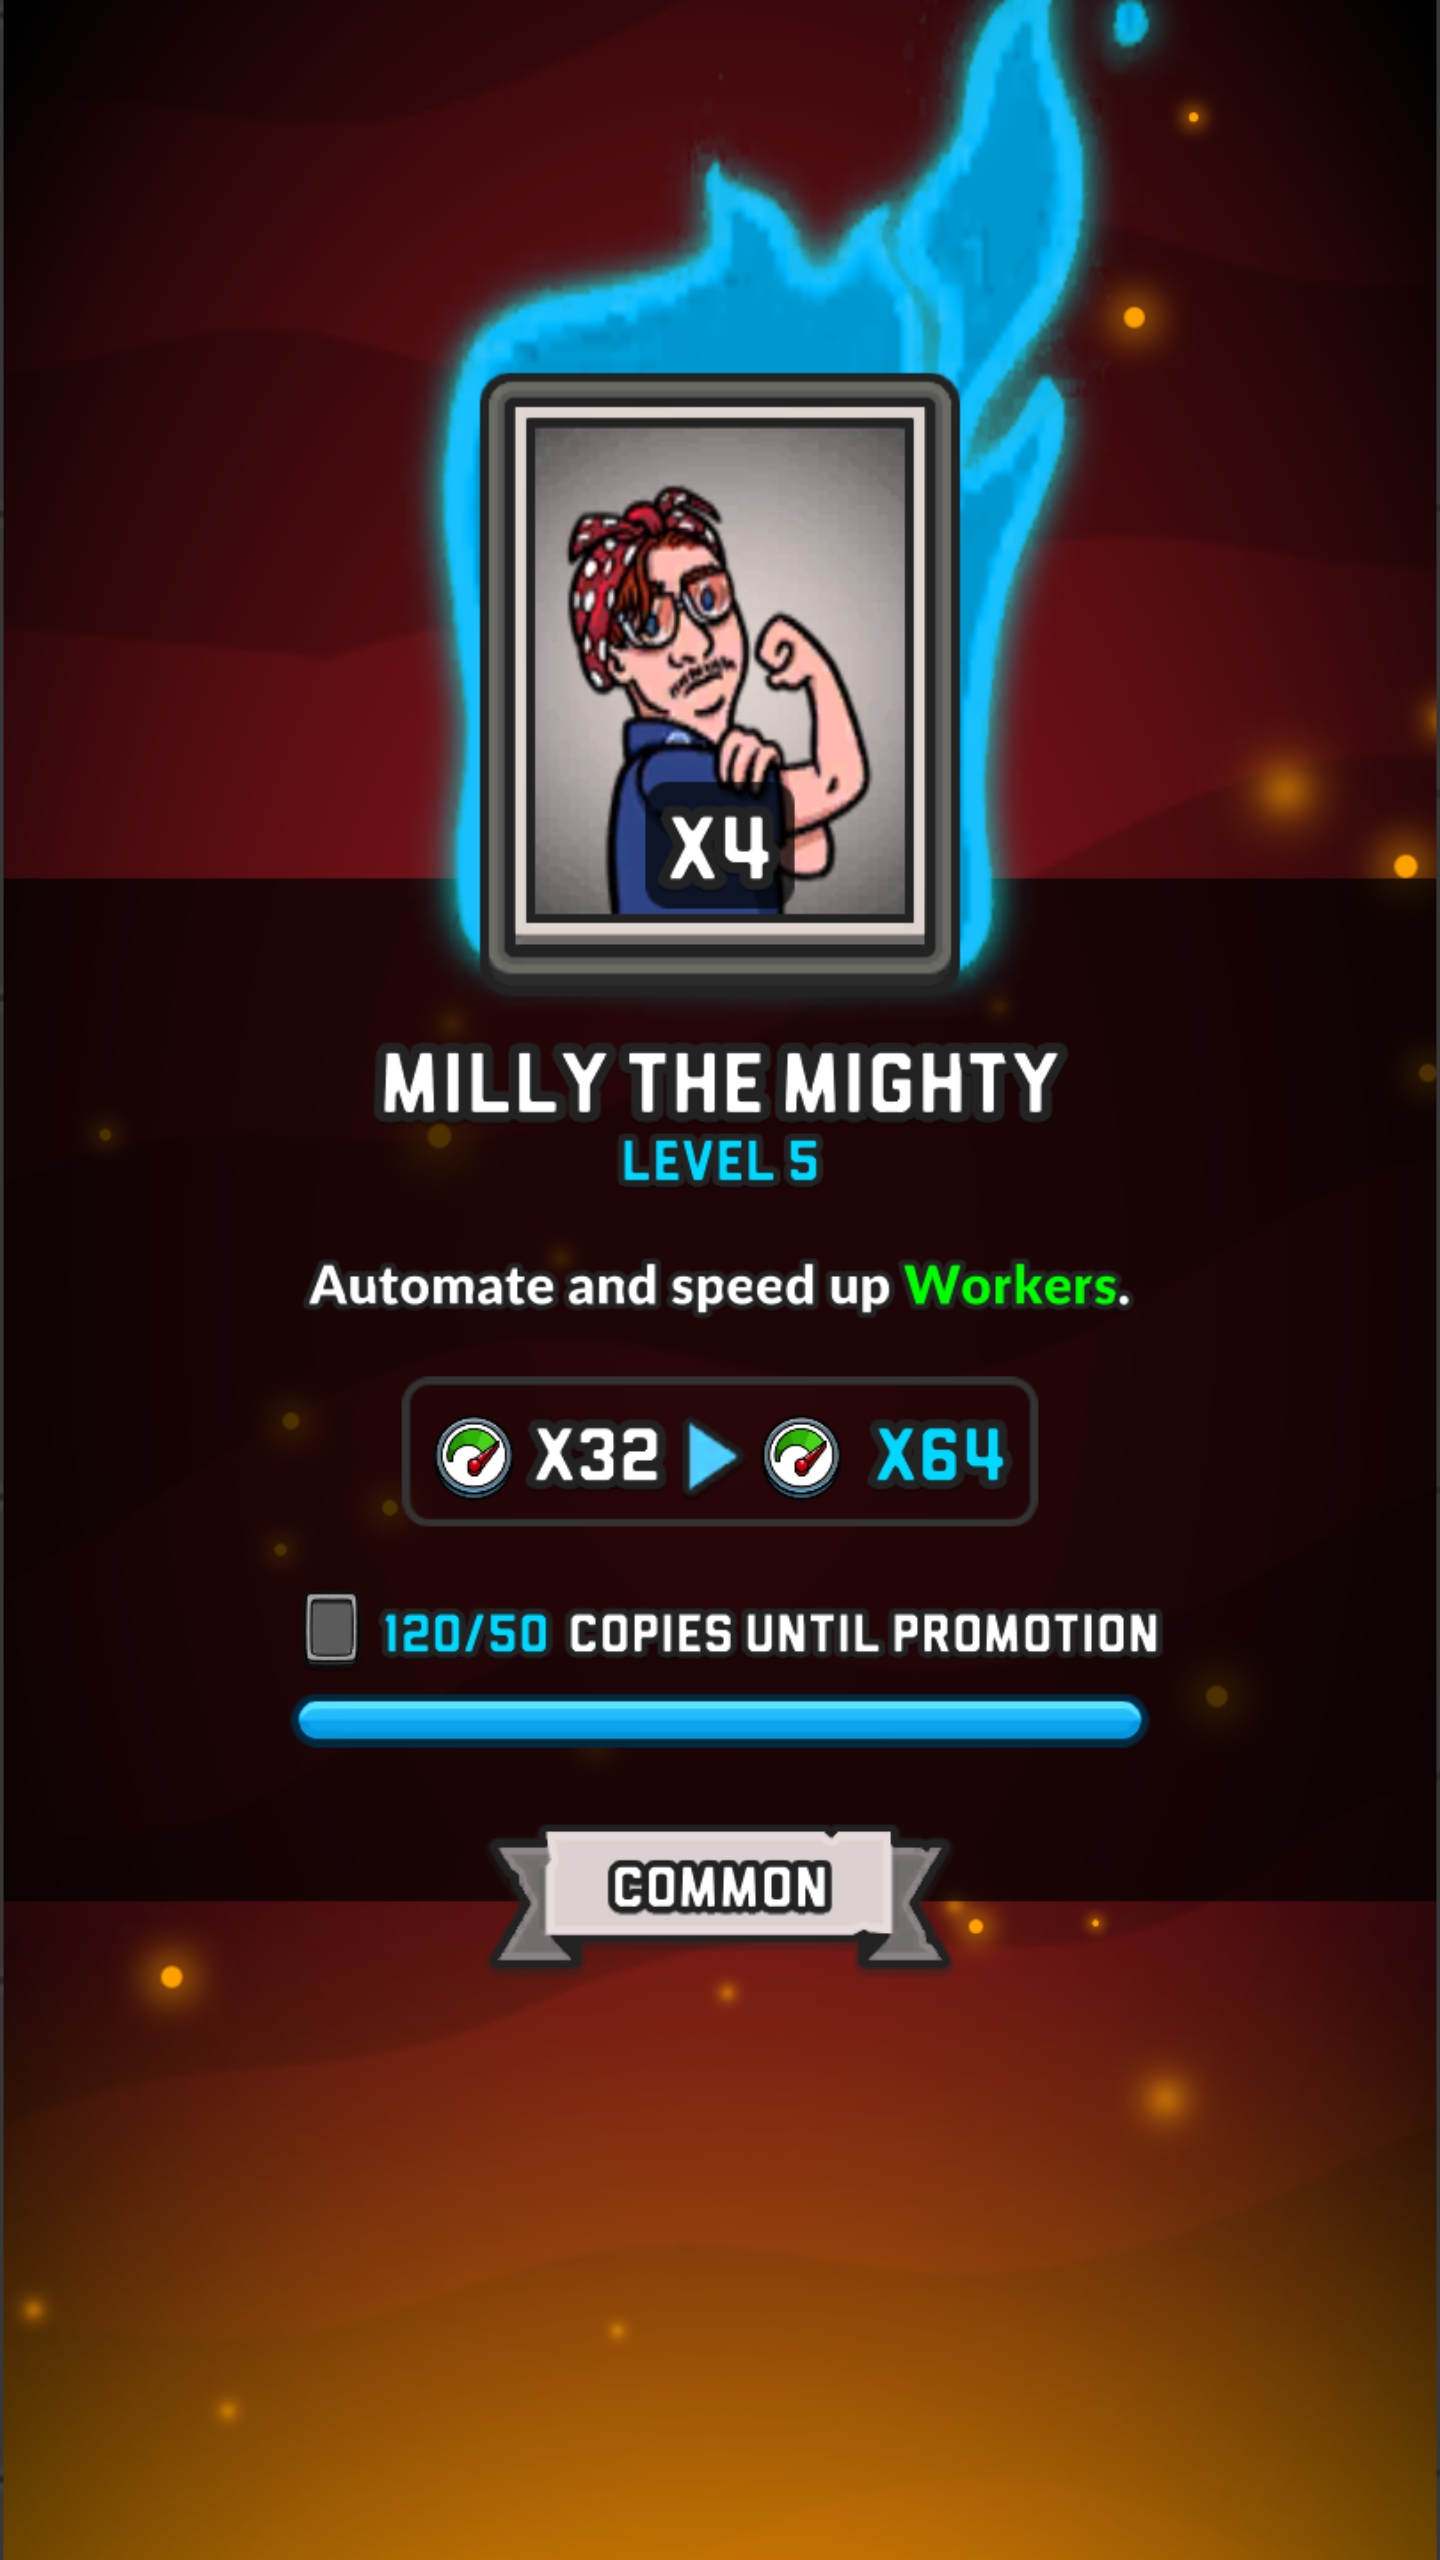 X4
MILLY THE MIGHTY
LEVEL 5
Automate and speed up Workers.
X32 X64
120/50 COPIES UNTIL PROMOTION
COMMON